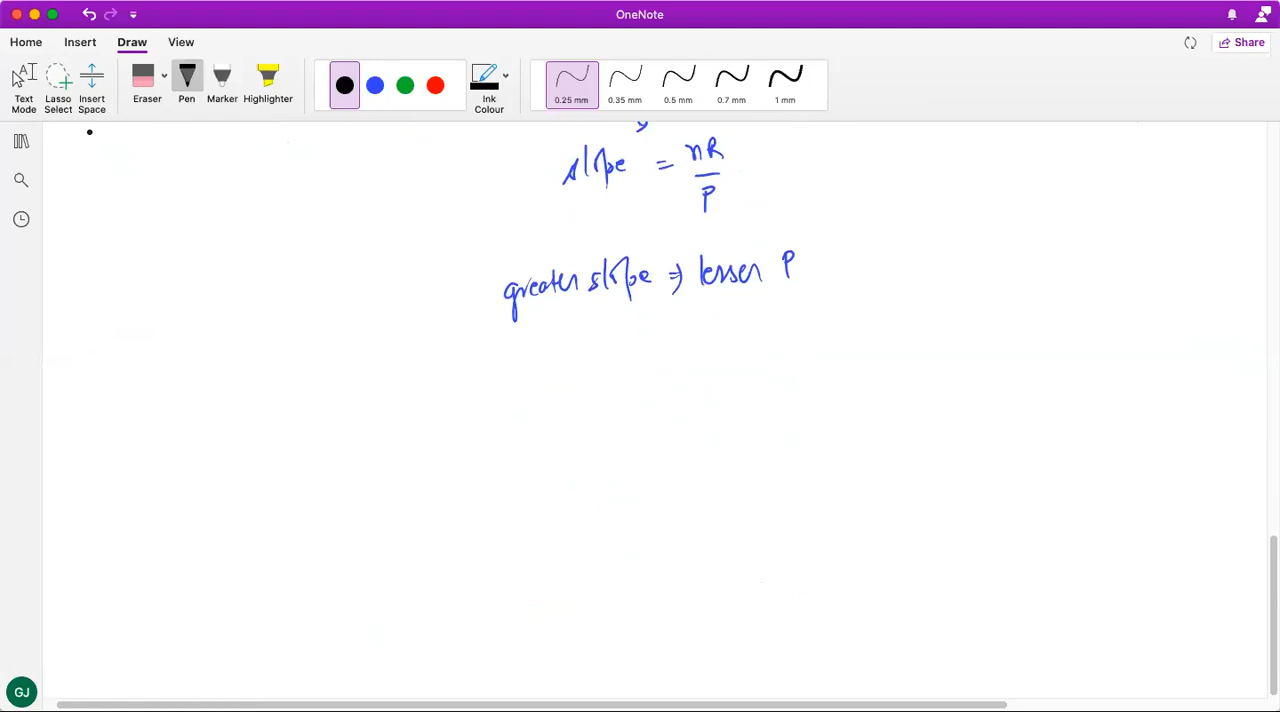 OneNote
Home Insert Draw View Share
Text Mode Lasso Select Insert Space Eraser Pen Marker Highlighter Ink Colour 0.25 mm 0.35 mm 0.5 mm 0.7 mm 1 mm
slope = nR/P
greater slope ⇒ lesser P
GJ